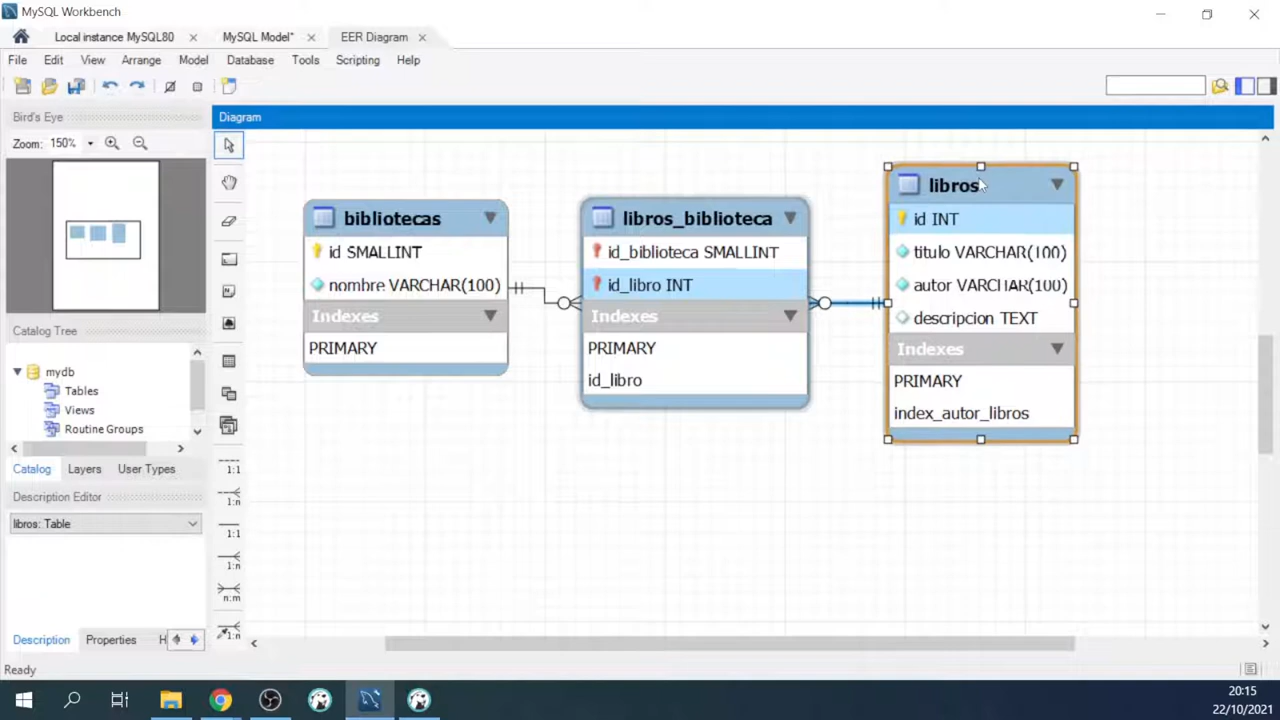 MySQL Workbench
Local instance MySQL80
MySQL Model*
EER Diagram
File Edit View Arrange Model Database Tools Scripting Help
Bird's Eye
Zoom: 150%
Catalog Tree
mydb
Tables
Views
Routine Groups
Catalog Layers User Types
Description Editor
libros: Table
Description Properties H
Ready
1:1
1:n
1:1
1:n
n:m
1:n
Diagram
bibliotecas
id SMALLINT
nombre VARCHAR(100)
Indexes
PRIMARY
libros_biblioteca
id_biblioteca SMALLINT
id_libro INT
Indexes
PRIMARY
id_libro
libros
id INT
titulo VARCHAR(100)
autor VARCHAR(100)
descripcion TEXT
Indexes
PRIMARY
index_autor_libros
20:15
22/10/2021